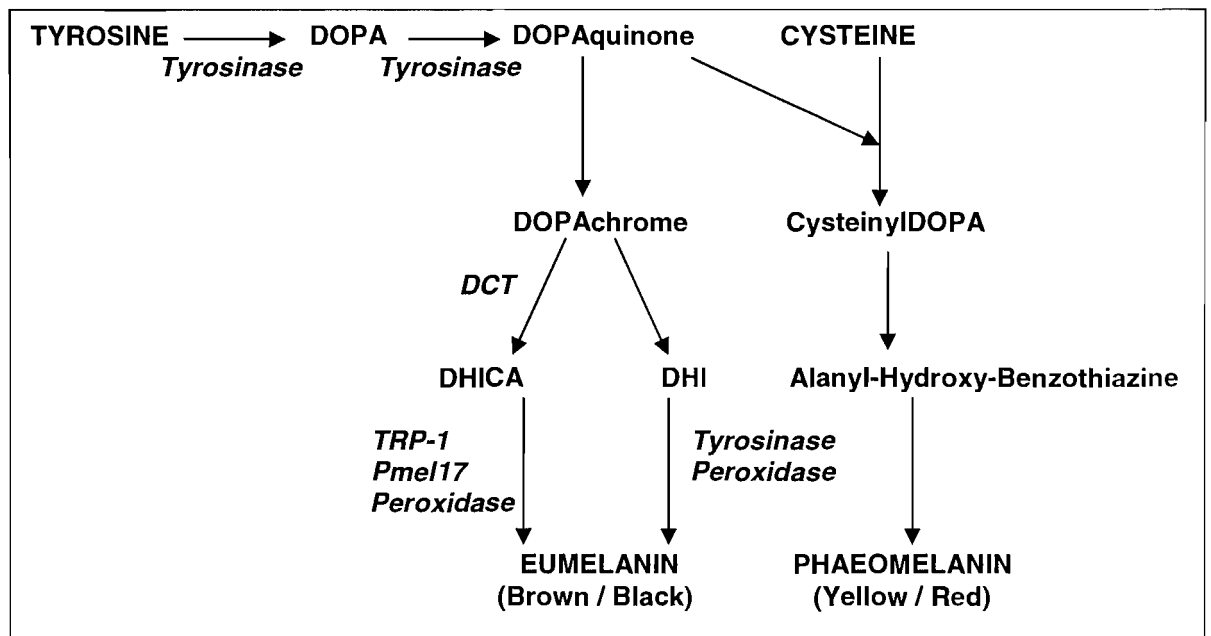 TYROSINE DOPA DOPAquinone CYSTEINE
Tyrosinase Tyrosinase
DOPAchrome CysteinylDOPA
DCT
DHICA DHI Alanyl-Hydroxy-Benzothiazine
TRP-1 Tyrosinase
Pmel17 Peroxidase
Peroxidase
EUMELANIN PHAEOMELANIN
(Brown / Black) (Yellow / Red)